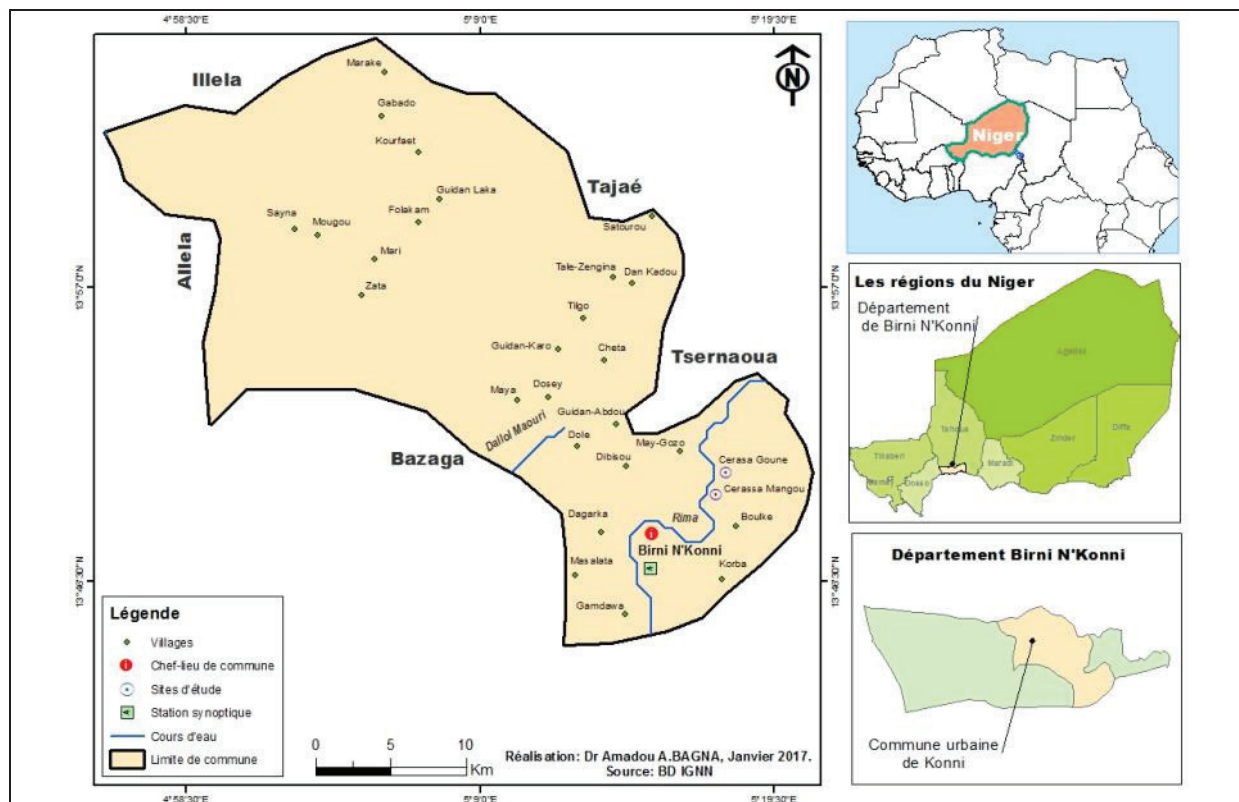 4°58'30"E
5°9'0"E
5°19'30"E
Illela
Marake
Gabado
Kourfaet
Guidan Laka
Tajaé
Sayna
Mougou
Folakam
Satourou
Allela
Mari
Tale-Zengina
Dan Kadou
13°57'0"N
13°57'0"N
Zata
Tilgo
Guidan-Karo
Cheta
Tsernaoua
Maya
Dosey
Guidan-Abdou
Dallol Maouri
Dole
May-Gozo
Bazaga
Dibisou
Cerasa Goune
Cerassa Mangou
Dagarka
Rima
Boulke
Birni N'Konni
Masalata
Korba
13°46'30"N
13°46'30"N
Gamdawa
Légende
Villages
Chef-lieu de commune
Sites d'étude
Station synoptique
Cours d'eau
Limite de commune
0 5 10
Km
Réalisation: Dr Amadou A.BAGNA, Janvier 2017.
Source: BD IGNN
4°58'30"E
5°9'0"E
5°19'30"E
N
Niger
Les régions du Niger
Département
de Birni N'Konni
Agadez
Tahoua
Zinder
Diffa
Tillaberi
Maradi
Niamey
Dosso
Département Birni N'Konni
Commune urbaine
de Konni